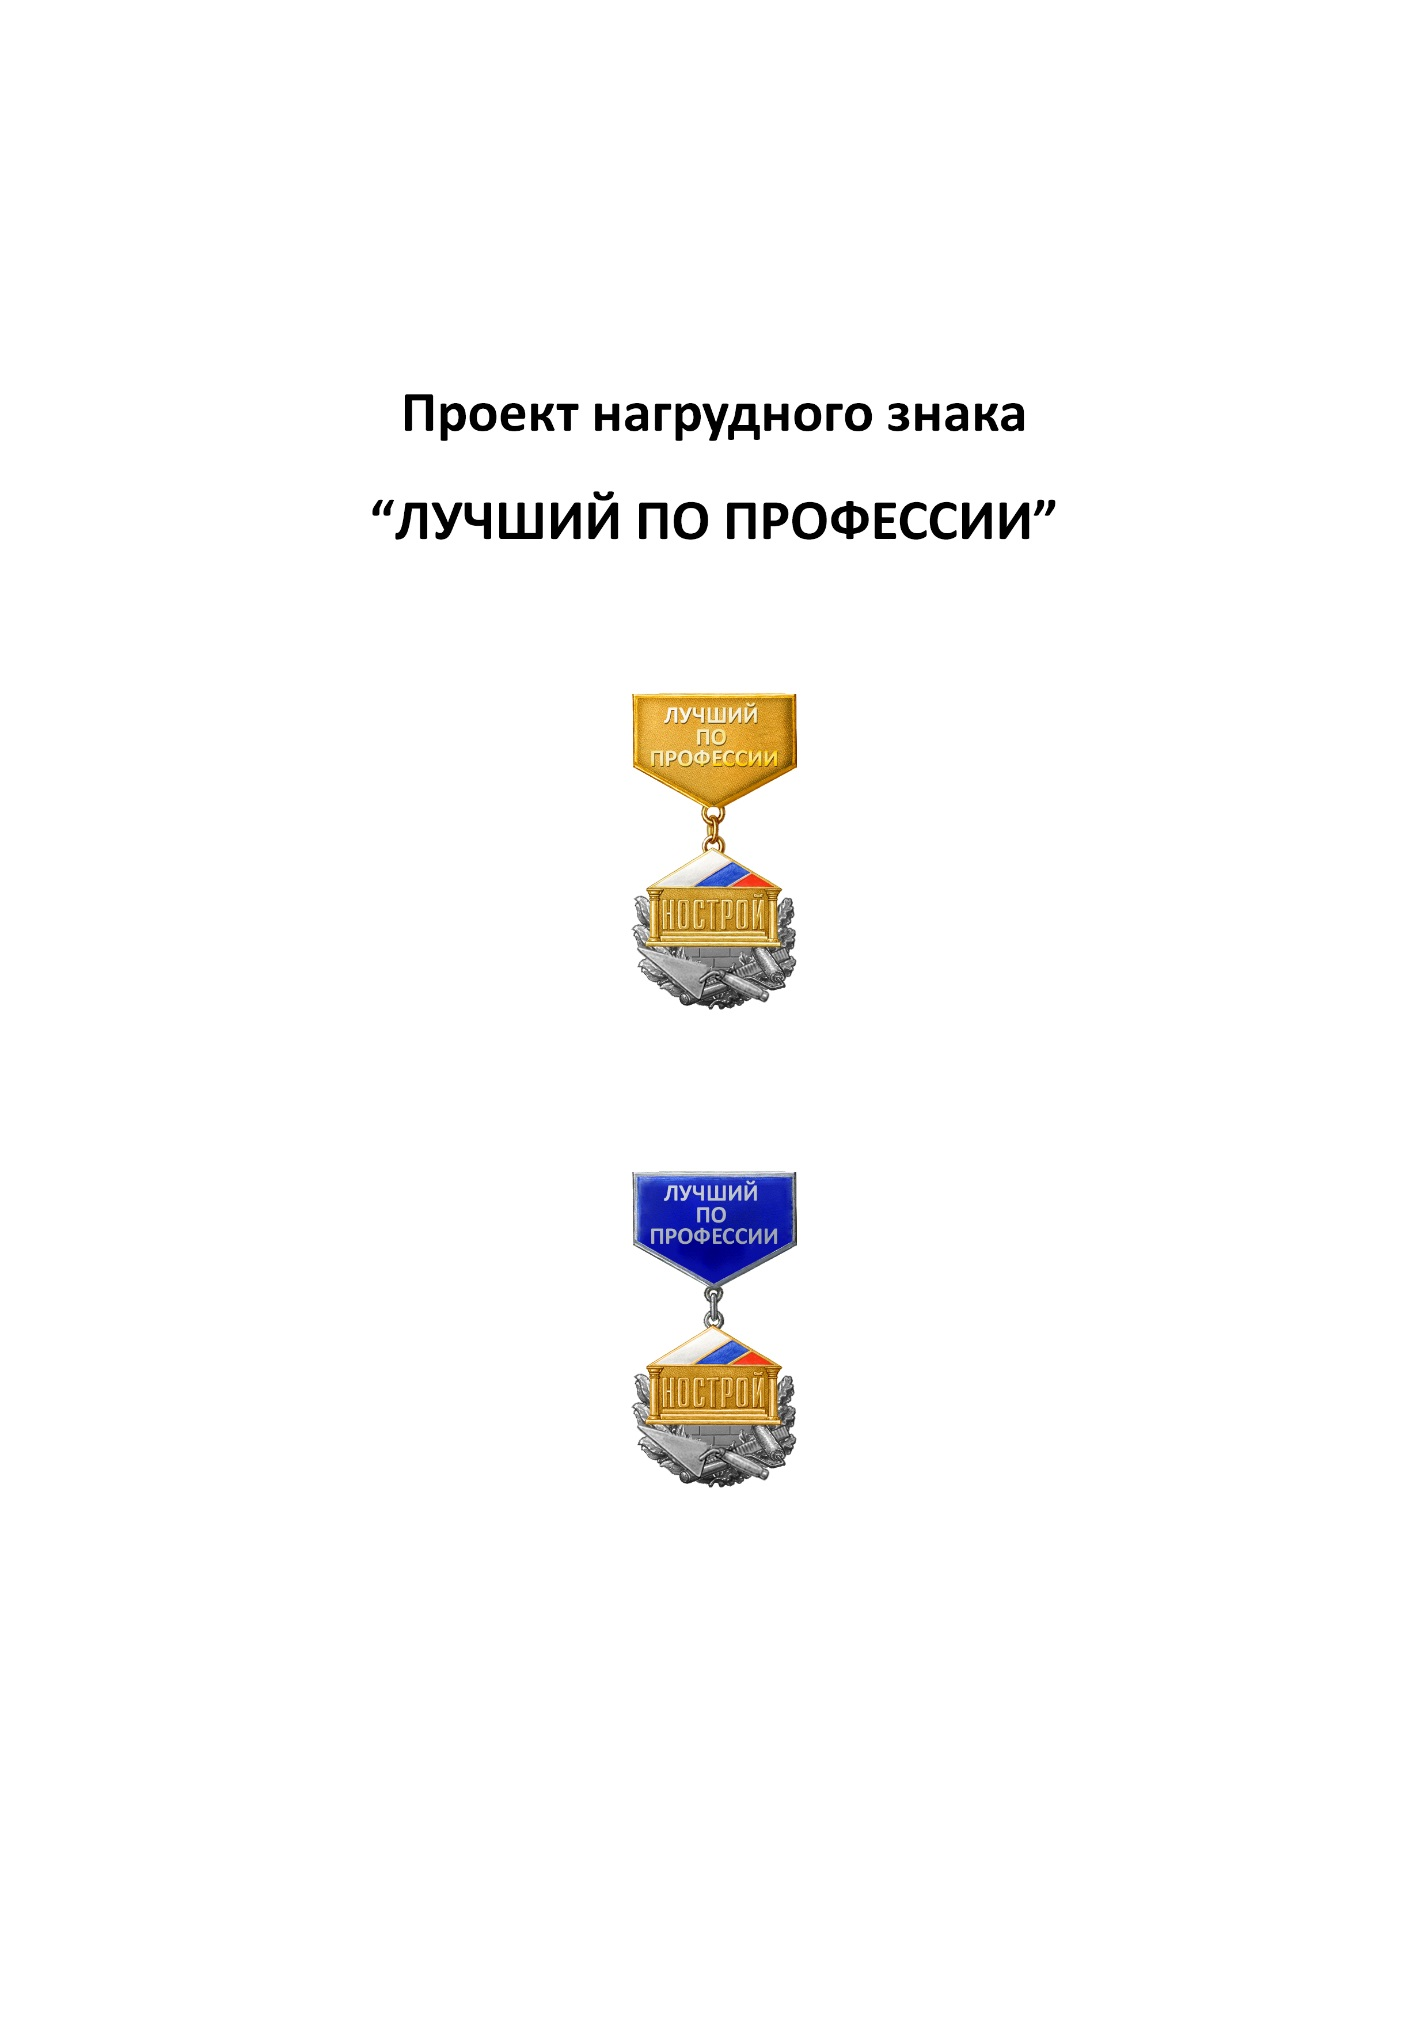 Проект нагрудного знака
“ЛУЧШИЙ ПО ПРОФЕССИИ”
ЛУЧШИЙ
ПО
ПРОФЕССИИ
НОСТРОЙ
ЛУЧШИЙ
ПО
ПРОФЕССИИ
НОСТРОЙ